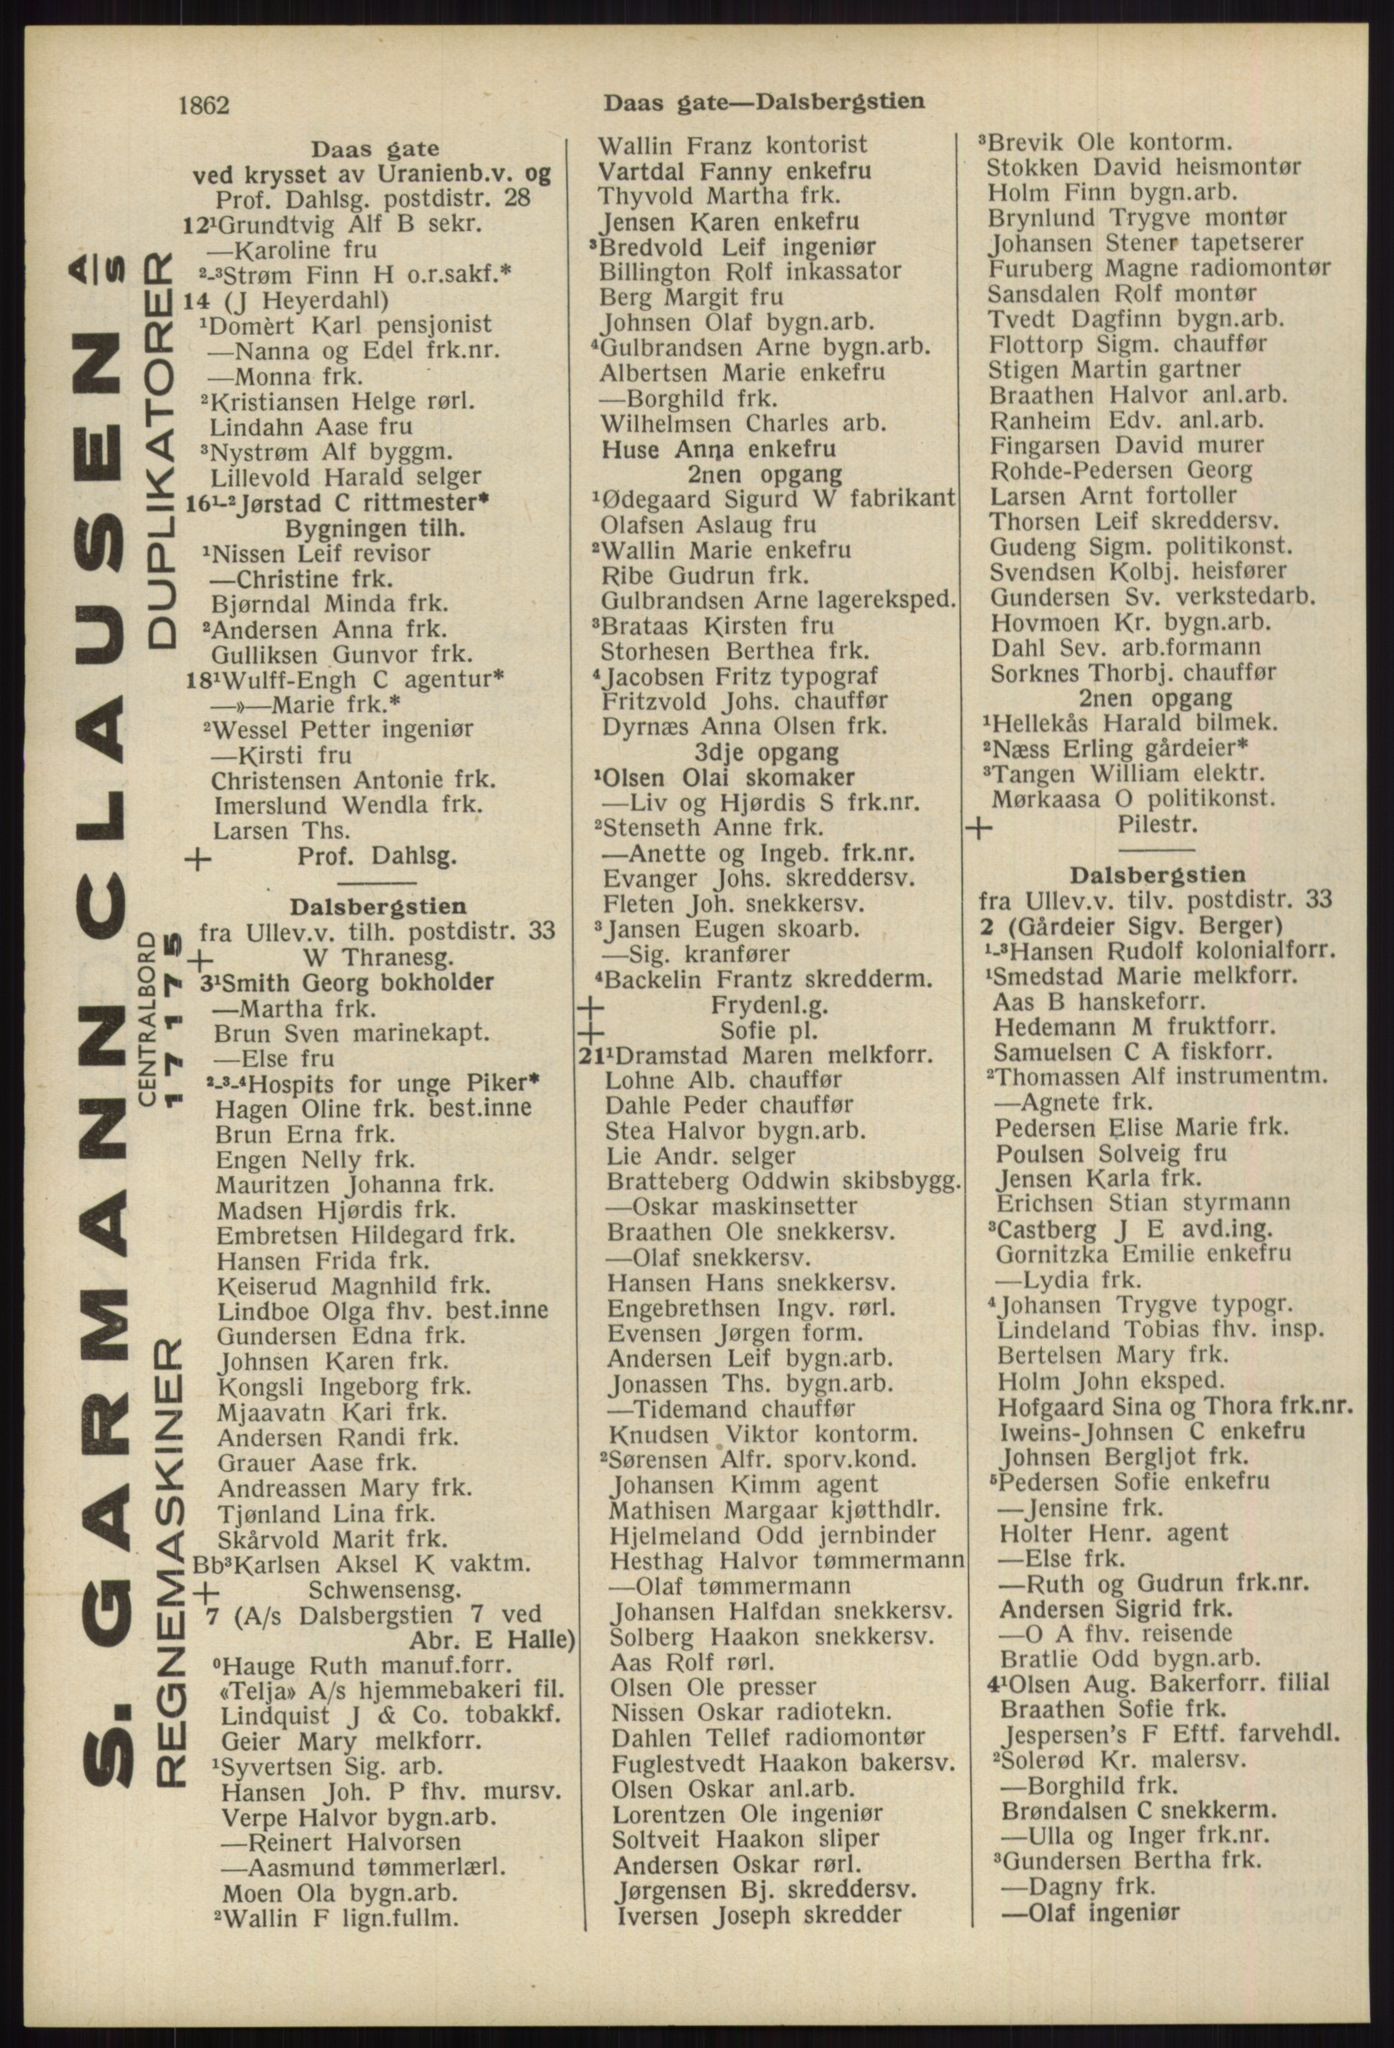 1862
Daas gate—Dalsbergstien
S. GARMANN CLAUSEN A/S
REGNEMASKINER
CENTRALBORD
17175
DUPLIKATORER
Daas gate
ved krysset av Uranienb.v. og
Prof. Dahlsg. postdistr. 28
12¹Grundtvig Alf B sekr.
—Karoline fru
²-³Strøm Finn H o.r.sakf.*
14 (J Heyerdahl)
¹Domèrt Karl pensjonist
—Nanna og Edel frk.nr.
—Monna frk.
²Kristiansen Helge rørl.
Lindahn Aase fru
³Nystrøm Alf byggm.
Lillevold Harald selger
16¹-²Jørstad C rittmester*
Bygningen tilh.
¹Nissen Leif revisor
—Christine frk.
Bjørndal Minda frk.
²Andersen Anna frk.
Gulliksen Gunvor frk.
18¹Wulff-Engh C agentur*
—»—Marie frk.*
²Wessel Petter ingeniør
—Kirsti fru
Christensen Antonie frk.
Imerslund Wendla frk.
Larsen Ths.
+ Prof. Dahlsg.
Dalsbergstien
fra Ullev.v. tilh. postdistr. 33
+ W Thranesg.
3¹Smith Georg bokholder
—Martha frk.
Brun Sven marinekapt.
—Else fru
²-³-⁴Hospits for unge Piker*
Hagen Oline frk. best.inne
Brun Erna frk.
Engen Nelly frk.
Mauritzen Johanna frk.
Madsen Hjørdis frk.
Embretsen Hildegard frk.
Hansen Frida frk.
Keiserud Magnhild frk.
Lindboe Olga fhv. best.inne
Gundersen Edna frk.
Johnsen Karen frk.
Kongsli Ingeborg frk.
Mjaavatn Kari frk.
Andersen Randi frk.
Grauer Aase frk.
Andreassen Mary frk.
Tjønland Lina frk.
Skårvold Marit frk.
Bb³Karlsen Aksel K vaktm.
+ Schwensensg.
7 (A/s Dalsbergstien 7 ved
Abr. E Halle)
⁰Hauge Ruth manuf.forr.
«Telja» A/s hjemmebakeri fil.
Lindquist J & Co. tobakkf.
Geier Mary melkforr.
¹Syvertsen Sig. arb.
Hansen Joh. P fhv. mursv.
Verpe Halvor bygn.arb.
—Reinert Halvorsen
—Aasmund tømmerlærl.
Moen Ola bygn.arb.
²Wallin F lign.fullm.
Wallin Franz kontorist
Vartdal Fanny enkefru
Thyvold Martha frk.
Jensen Karen enkefru
³Bredvold Leif ingeniør
Billington Rolf inkassator
Berg Margit fru
Johnsen Olaf bygn.arb.
⁴Gulbrandsen Arne bygn.arb.
Albertsen Marie enkefru
—Borghild frk.
Wilhelmsen Charles arb.
Huse Anna enkefru
2nen opgang
¹Ødegaard Sigurd W fabrikant
Olafsen Aslaug fru
²Wallin Marie enkefru
Ribe Gudrun frk.
Gulbrandsen Arne lagereksped.
³Brataas Kirsten fru
Storhesen Berthea frk.
⁴Jacobsen Fritz typograf
Fritzvold Johs. chauffør
Dyrnæs Anna Olsen frk.
3dje opgang
¹Olsen Olai skomaker
—Liv og Hjørdis S frk.nr.
²Stenseth Anne frk.
—Anette og Ingeb. frk.nr.
Evanger Johs. skreddersv.
Fleten Joh. snekkersv.
³Jansen Eugen skoarb.
—Sig. kranfører
⁴Backelin Frantz skredderm.
+ Frydenl.g.
+ Sofie pl.
21¹Dramstad Maren melkforr.
Lohne Alb. chauffør
Dahle Peder chauffør
Stea Halvor bygn.arb.
Lie Andr. selger
Bratteberg Oddwin skibsbygg.
—Oskar maskinsetter
Braathen Ole snekkersv.
—Olaf snekkersv.
Hansen Hans snekkersv.
Engebrethsen Ingv. rørl.
Evensen Jørgen form.
Andersen Leif bygn.arb.
Jonassen Ths. bygn.arb.
—Tidemand chauffør
Knudsen Viktor kontorm.
²Sørensen Alfr. sporv.kond.
Johansen Kimm agent
Mathisen Margaar kjøtthdlr.
Hjelmeland Odd jernbinder
Hesthag Halvor tømmermann
—Olaf tømmermann
Johansen Halfdan snekkersv.
Solberg Haakon snekkersv.
Aas Rolf rørl.
Olsen Ole presser
Nissen Oskar radiotekn.
Dahlen Tellef radiomontør
Fuglestvedt Haakon bakersv.
Olsen Oskar anl.arb.
Lorentzen Ole ingeniør
Soltveit Haakon sliper
Andersen Oskar rørl.
Jørgensen Bj. skreddersv.
Iversen Joseph skredder
³Brevik Ole kontorm.
Stokken David heismontør
Holm Finn bygn.arb.
Brynlund Trygve montør
Johansen Stener tapetserer
Furuberg Magne radiomontør
Sansdalen Rolf montør
Tvedt Dagfinn bygn.arb.
Flottorp Sigm. chauffør
Stigen Martin gartner
Braathen Halvor anl.arb.
Ranheim Edv. anl.arb.
Fingarsen David murer
Rohde-Pedersen Georg
Larsen Arnt fortoller
Thorsen Leif skreddersv.
Gudeng Sigm. politikonst.
Svendsen Kolbj. heisfører
Gundersen Sv. verkstedarb.
Hovmoen Kr. bygn.arb.
Dahl Sev. arb.formann
Sorknes Thorbj. chauffør
2nen opgang
¹Hellekås Harald bilmek.
²Næss Erling gårdeier*
³Tangen William elektr.
Mørkaasa O politikonst.
+ Pilestr.
Dalsbergstien
fra Ullev.v. tilv. postdistr. 33
2 (Gårdeier Sigv. Berger)
¹-³Hansen Rudolf kolonialforr.
¹Smedstad Marie melkforr.
Aas B hanskeforr.
Hedemann M fruktforr.
Samuelsen C A fiskforr.
²Thomassen Alf instrumentm.
—Agnete frk.
Pedersen Elise Marie frk.
Poulsen Solveig fru
Jensen Karla frk.
Erichsen Stian styrmann
³Castberg J E avd.ing.
Gornitzka Emilie enkefru
—Lydia frk.
⁴Johansen Trygve typogr.
Lindeland Tobias fhv. insp.
Bertelsen Mary frk.
Holm John eksped.
Hofgaard Sina og Thora frk.nr.
Iweins-Johnsen C enkefru
Johnsen Bergljot frk.
⁵Pedersen Sofie enkefru
—Jensine frk.
Holter Henr. agent
—Else frk.
—Ruth og Gudrun frk.nr.
Andersen Sigrid frk.
—O A fhv. reisende
Bratlie Odd bygn.arb.
4¹Olsen Aug. Bakerforr. filial
Braathen Sofie frk.
Jespersen's F Eftf. farvehdl.
²Solerød Kr. malersv.
—Borghild frk.
Brøndalsen C snekkerm.
—Ulla og Inger frk.nr.
³Gundersen Bertha frk.
—Dagny frk.
—Olaf ingeniør